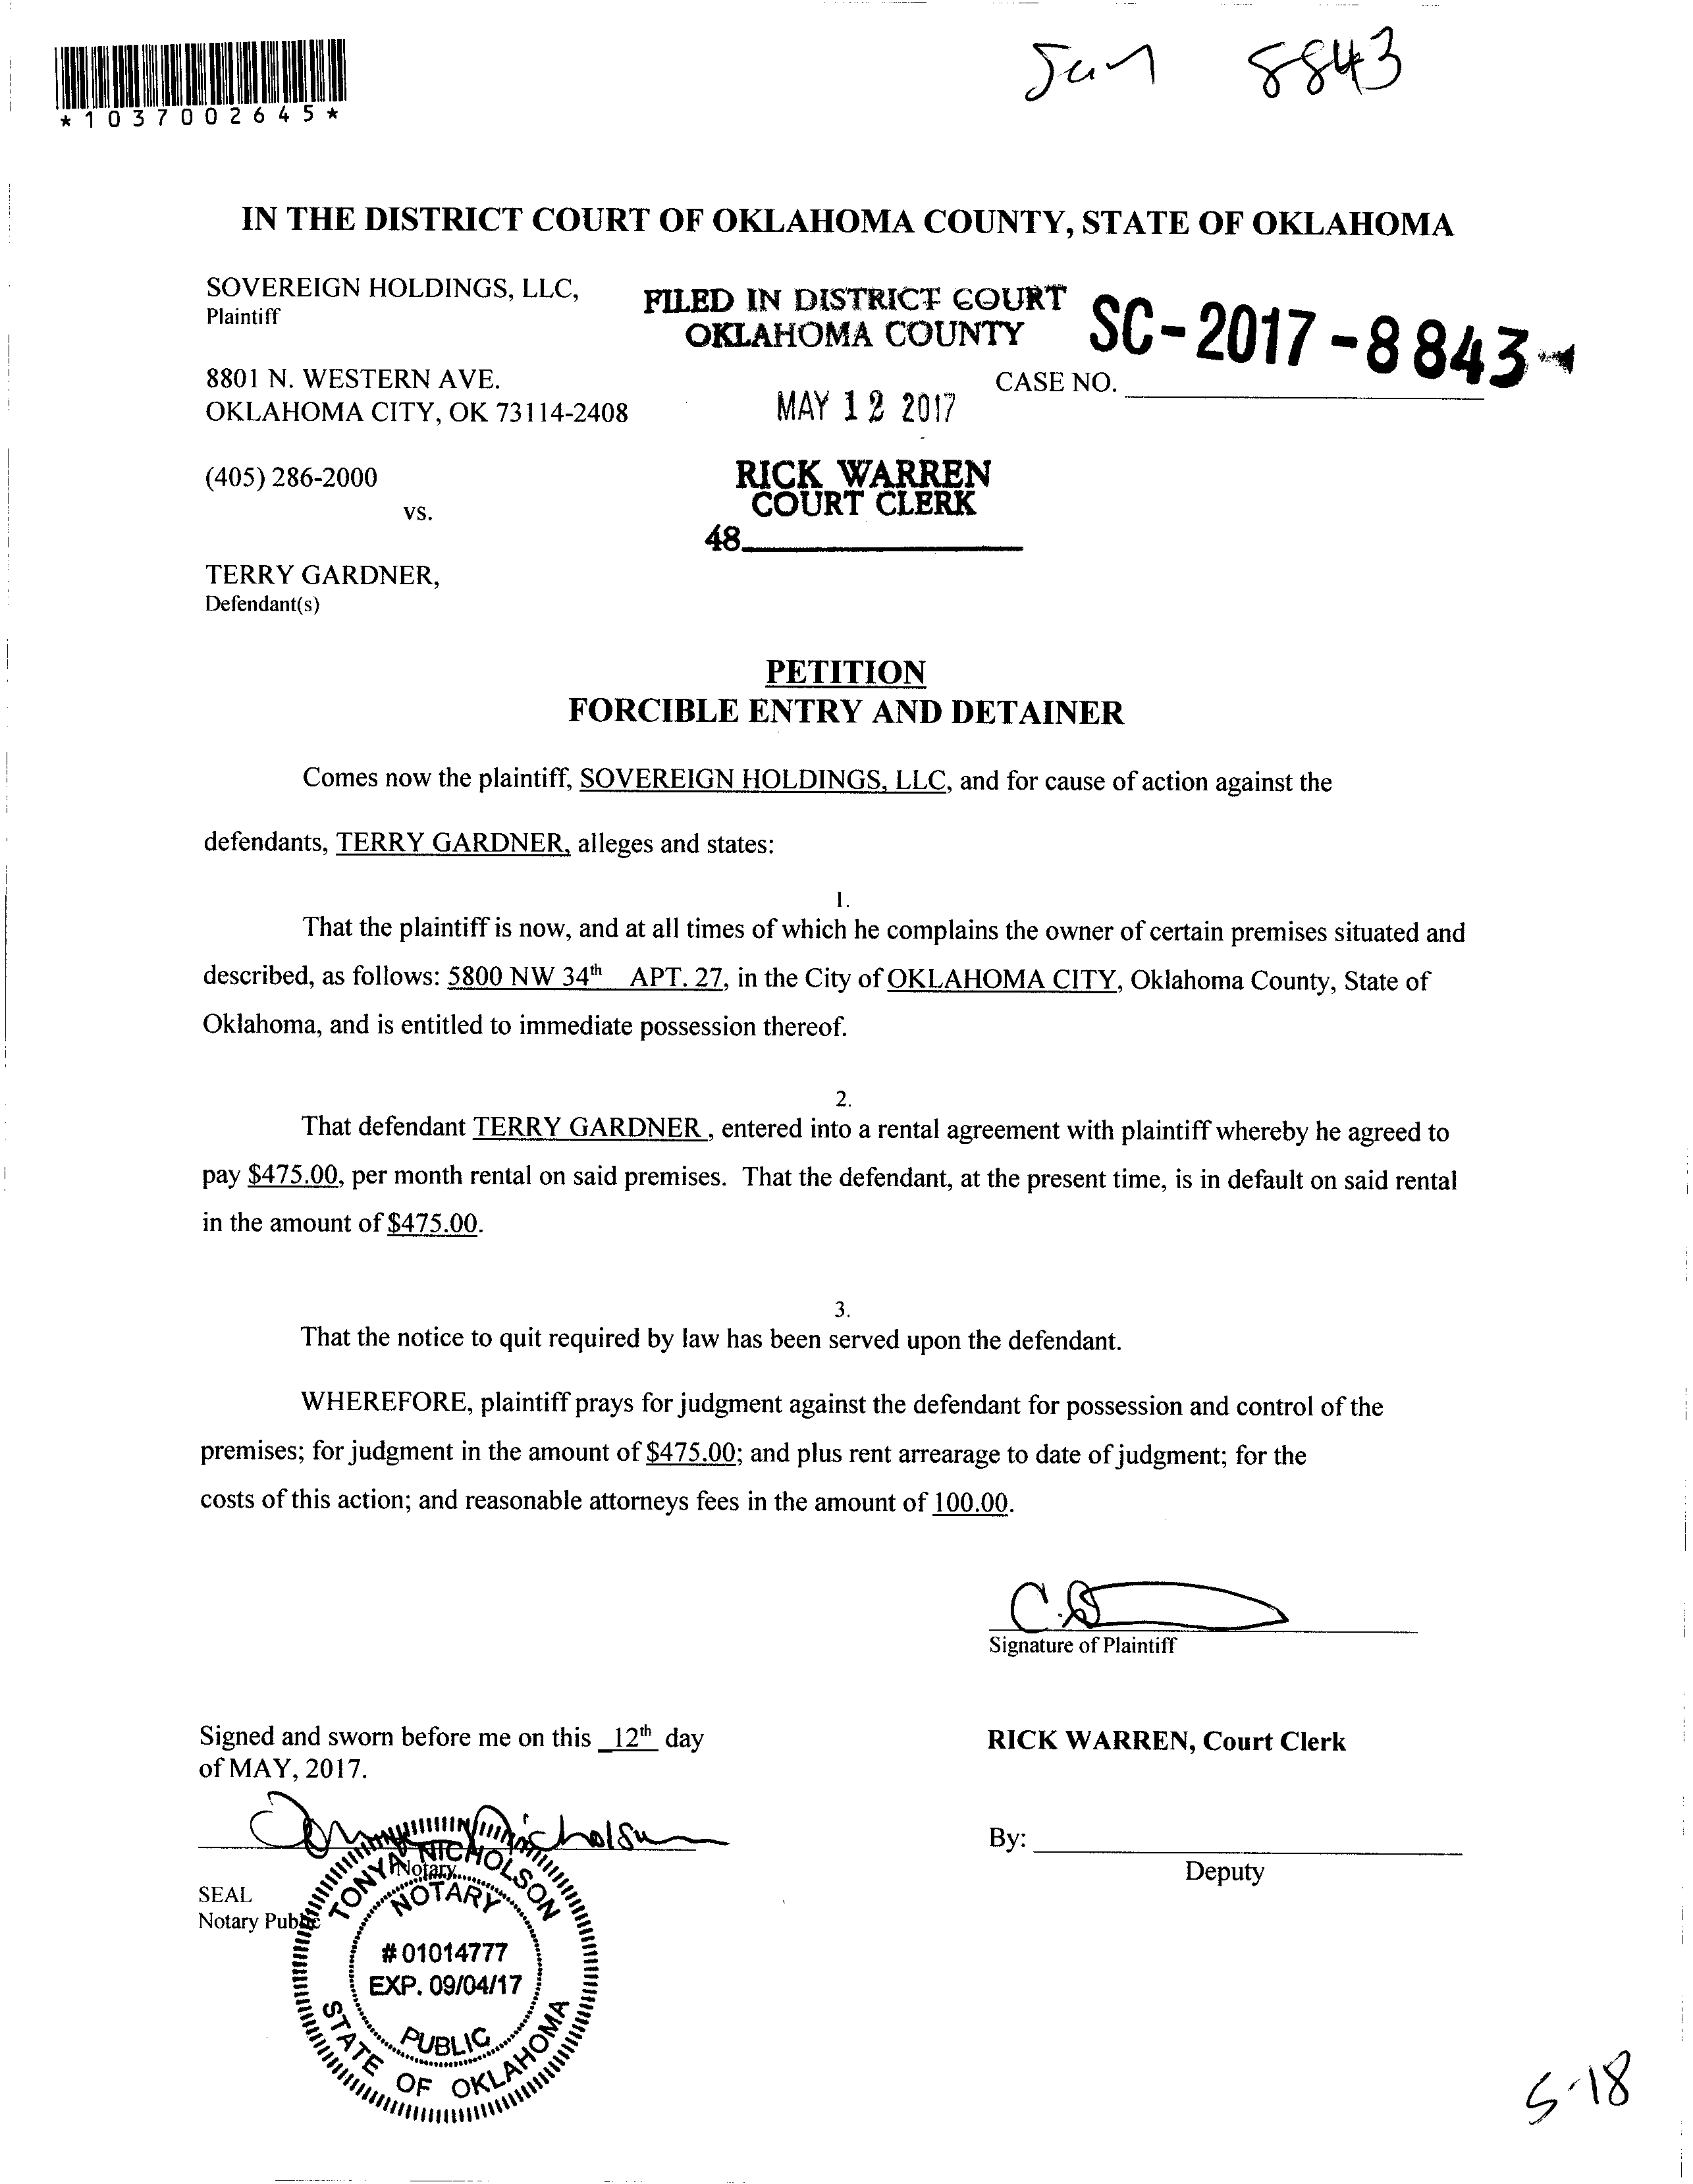 *1037002645*
8843
IN THE DISTRICT COURT OF OKLAHOMA COUNTY, STATE OF OKLAHOMA
SOVEREIGN HOLDINGS, LLC,
Plaintiff
FILED IN DISTRICT COURT
OKLAHOMA COUNTY
SC-2017-8843
8801 N. WESTERN AVE.
OKLAHOMA CITY, OK 73114-2408
MAY 12 2017
CASE NO.
(405) 286-2000
vs.
RICK WARREN
COURT CLERK
48
TERRY GARDNER,
Defendant(s)
PETITION
FORCIBLE ENTRY AND DETAINER
Comes now the plaintiff, SOVEREIGN HOLDINGS, LLC, and for cause of action against the
defendants, TERRY GARDNER, alleges and states:
1.
That the plaintiff is now, and at all times of which he complains the owner of certain premises situated and
described, as follows: 5800 NW 34th APT. 27, in the City of OKLAHOMA CITY, Oklahoma County, State of
Oklahoma, and is entitled to immediate possession thereof.
2.
That defendant TERRY GARDNER , entered into a rental agreement with plaintiff whereby he agreed to
pay $475.00, per month rental on said premises. That the defendant, at the present time, is in default on said rental
in the amount of $475.00.
3.
That the notice to quit required by law has been served upon the defendant.
WHEREFORE, plaintiff prays for judgment against the defendant for possession and control of the
premises; for judgment in the amount of $475.00; and plus rent arrearage to date of judgment; for the
costs of this action; and reasonable attorneys fees in the amount of 100.00.
Signature of Plaintiff
Signed and sworn before me on this 12th day
of MAY, 2017.
RICK WARREN, Court Clerk
Nicholson
By:
Deputy
Notary
SEAL
Notary Public
TONYA NICHOLSON
NOTARY
# 01014777
EXP. 09/04/17
PUBLIC
STATE OF OKLAHOMA
5-18